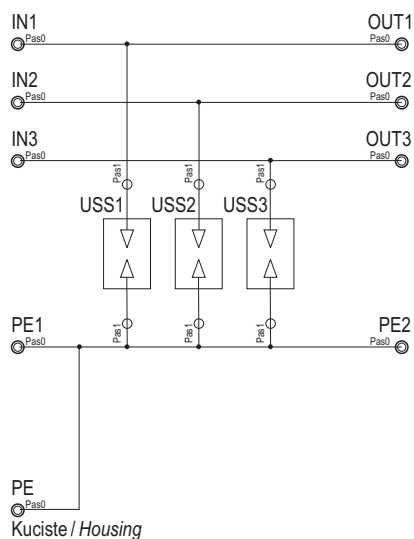 IN1 OUT1
Pas0 Pas0
IN2 OUT2
Pas0 Pas0
IN3 OUT3
Pas0 Pas0
Pas1 Pas1 Pas1
USS1 USS2 USS3
Pas1 Pas1 Pas1
PE1 PE2
Pas0 Pas0
PE
Pas0
Kuciste / Housing